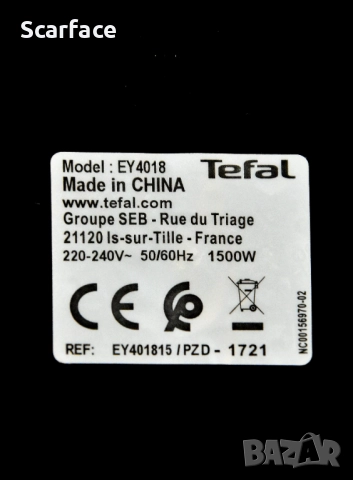 Scarface
Model : EY4018
Tefal
Made in CHINA
www.tefal.com
Groupe SEB - Rue du Triage
21120 Is-sur-Tille - France
220-240V~ 50/60Hz 1500W
CE
REF: EY401815 / PZD - 1721
NC00156970-02
BAZAR